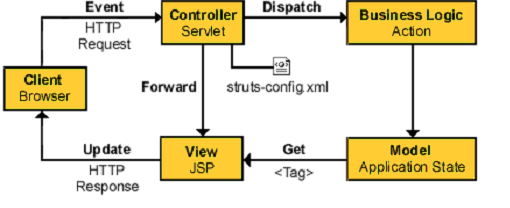 Event
HTTP
Request
Controller
Servlet
Dispatch
Business Logic
Action
Client
Browser
Forward
struts-config.xml
Update
HTTP
Response
View
JSP
Get
<Tag>
Model
Application State